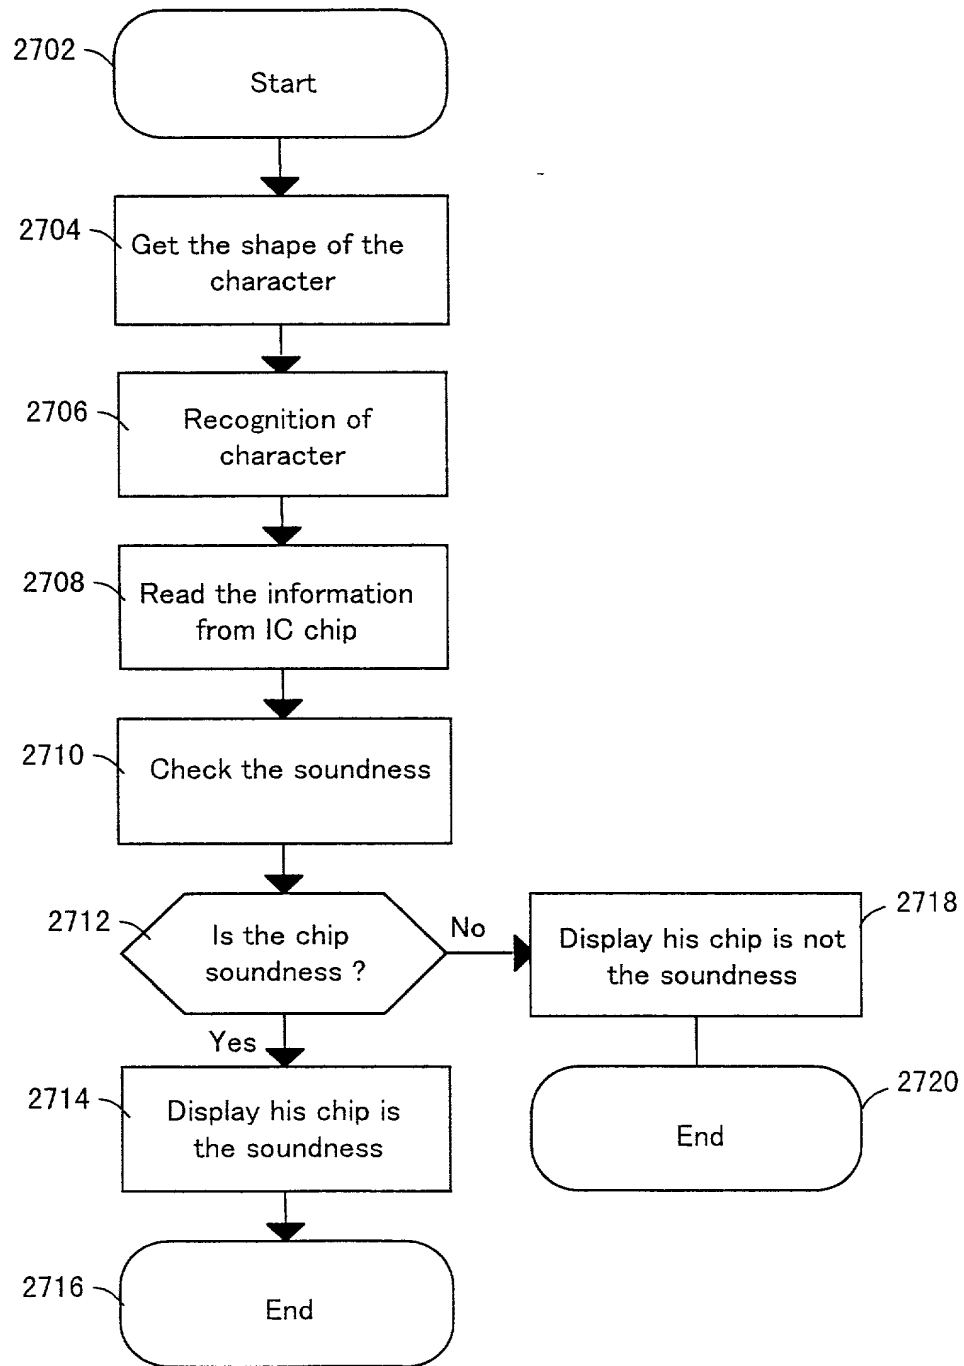 2702
Start
2704
Get the shape of the
character
2706
Recognition of
character
2708
Read the information
from IC chip
2710
Check the soundness
2712
Is the chip
soundness ?
No
2718
Display his chip is not
the soundness
Yes
2714
Display his chip is
the soundness
2720
End
2716
End